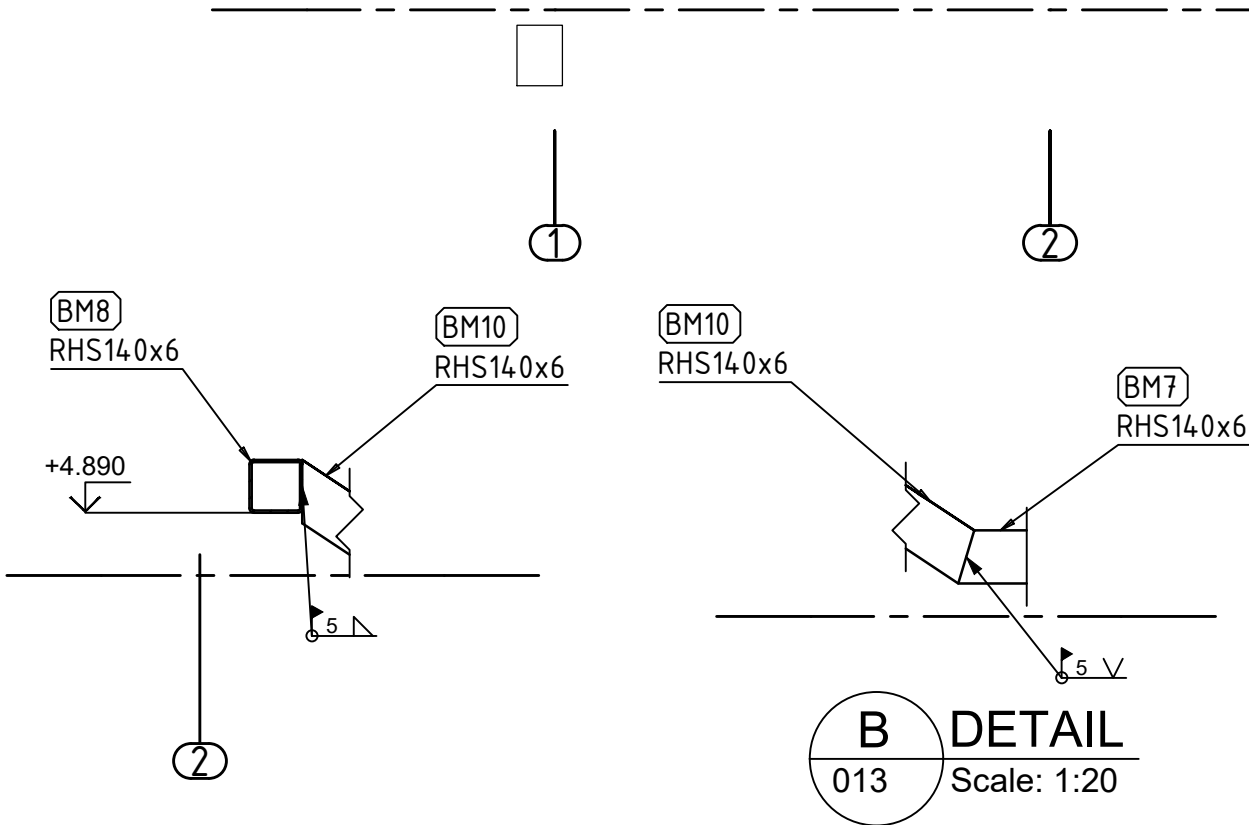 1
2
BM8
RHS140x6
BM10
RHS140x6
+4.890
5
2
BM10
RHS140x6
BM7
RHS140x6
5
B
013
DETAIL
Scale: 1:20